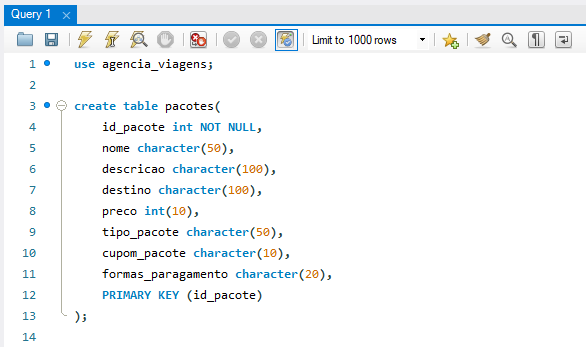 Query 1
Limit to 1000 rows
1 use agencia_viagens;
2
3 create table pacotes(
4 id_pacote int NOT NULL,
5 nome character(50),
6 descricao character(100),
7 destino character(100),
8 preco int(10),
9 tipo_pacote character(50),
10 cupom_pacote character(10),
11 formas_paragamento character(20),
12 PRIMARY KEY (id_pacote)
13 );
14